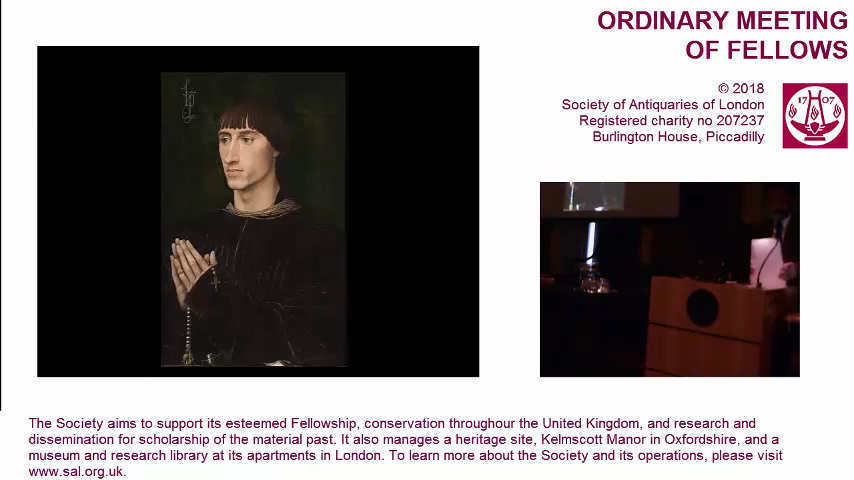 ORDINARY MEETING
OF FELLOWS
© 2018
Society of Antiquaries of London
Registered charity no 207237
Burlington House, Piccadilly
17 07
The Society aims to support its esteemed Fellowship, conservation throughour the United Kingdom, and research and
dissemination for scholarship of the material past. It also manages a heritage site, Kelmscott Manor in Oxfordshire, and a
museum and research library at its apartments in London. To learn more about the Society and its operations, please visit
www.sal.org.uk.